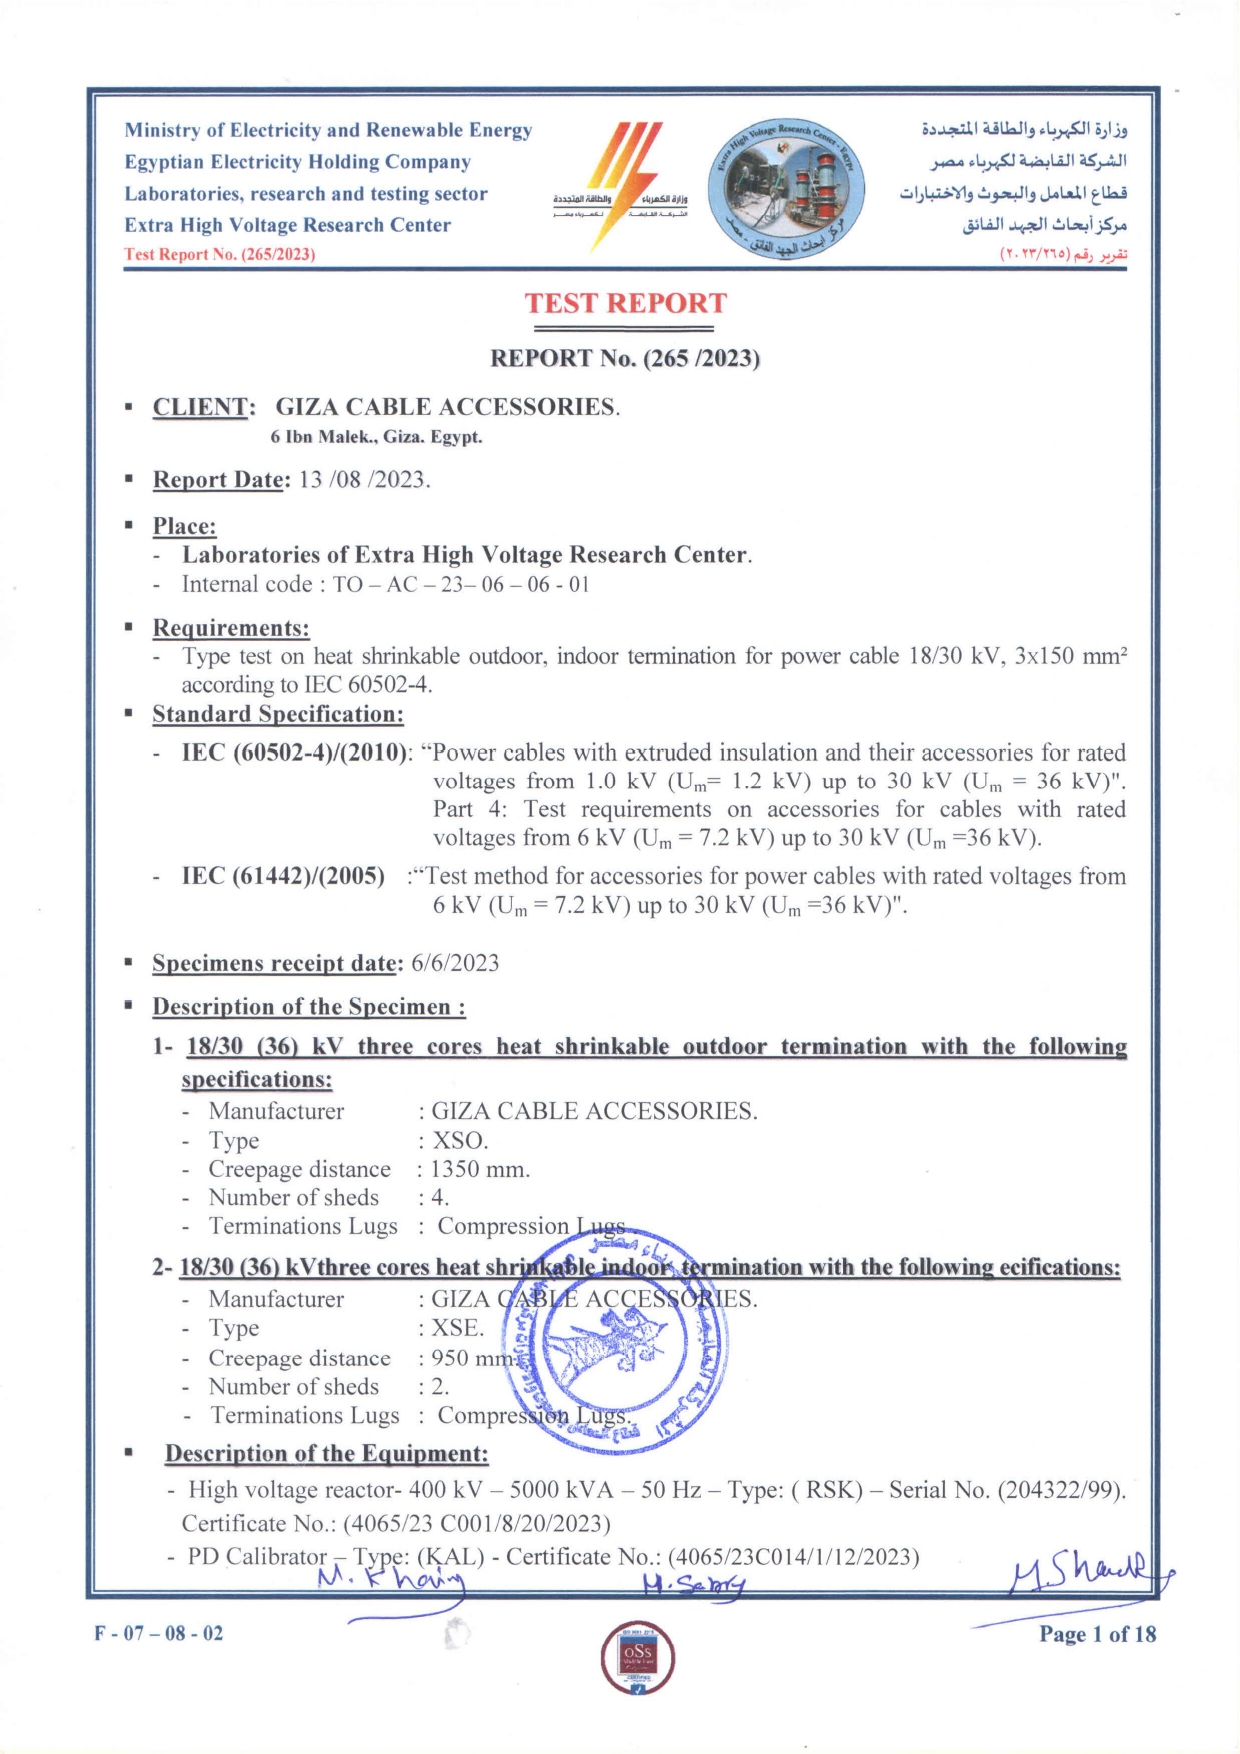 Ministry of Electricity and Renewable Energy
Egyptian Electricity Holding Company
Laboratories, research and testing sector
Extra High Voltage Research Center
Test Report No. (265/2023)
وزارة الكهرباء والطاقة المتجددة
الشركة القابضة لكهرباء مصر
Extra High Voltage Research Center - Egypt
مركز أبحاث الجهد الفائق - مصر
وزارة الكهرباء والطاقة المتجددة
الشركة القابضة لكهرباء مصر
قطاع المعامل والبحوث والاختبارات
مركز أبحاث الجهد الفائق
تقرير رقم (٢٠٢٣/٢٦٥)
TEST REPORT
REPORT No. (265 /2023)
▪ CLIENT: GIZA CABLE ACCESSORIES.
6 Ibn Malek., Giza. Egypt.
▪ Report Date: 13 /08 /2023.
▪ Place:
- Laboratories of Extra High Voltage Research Center.
- Internal code : TO – AC – 23– 06 – 06 - 01
▪ Requirements:
- Type test on heat shrinkable outdoor, indoor termination for power cable 18/30 kV, 3x150 mm²
according to IEC 60502-4.
▪ Standard Specification:
- IEC (60502-4)/(2010): “Power cables with extruded insulation and their accessories for rated
voltages from 1.0 kV (Um= 1.2 kV) up to 30 kV (Um = 36 kV)".
Part 4: Test requirements on accessories for cables with rated
voltages from 6 kV (Um = 7.2 kV) up to 30 kV (Um =36 kV).
- IEC (61442)/(2005) :“Test method for accessories for power cables with rated voltages from
6 kV (Um = 7.2 kV) up to 30 kV (Um =36 kV)".
▪ Specimens receipt date: 6/6/2023
▪ Description of the Specimen :
1- 18/30 (36) kV three cores heat shrinkable outdoor termination with the following
specifications:
- Manufacturer : GIZA CABLE ACCESSORIES.
- Type : XSO.
- Creepage distance : 1350 mm.
- Number of sheds : 4.
- Terminations Lugs : Compression Lugs.
2- 18/30 (36) kVthree cores heat shrinkable indoor termination with the following ecifications:
- Manufacturer : GIZA CABLE ACCESSORIES.
- Type : XSE.
- Creepage distance : 950 mm.
- Number of sheds : 2.
- Terminations Lugs : Compression Lugs.
▪ Description of the Equipment:
- High voltage reactor- 400 kV – 5000 kVA – 50 Hz – Type: ( RSK) – Serial No. (204322/99).
Certificate No.: (4065/23 C001/8/20/2023)
- PD Calibrator – Type: (KAL) - Certificate No.: (4065/23C014/1/12/2023)
M. Sabry
F - 07 – 08 - 02
oSs
CERTIFIED
Page 1 of 18